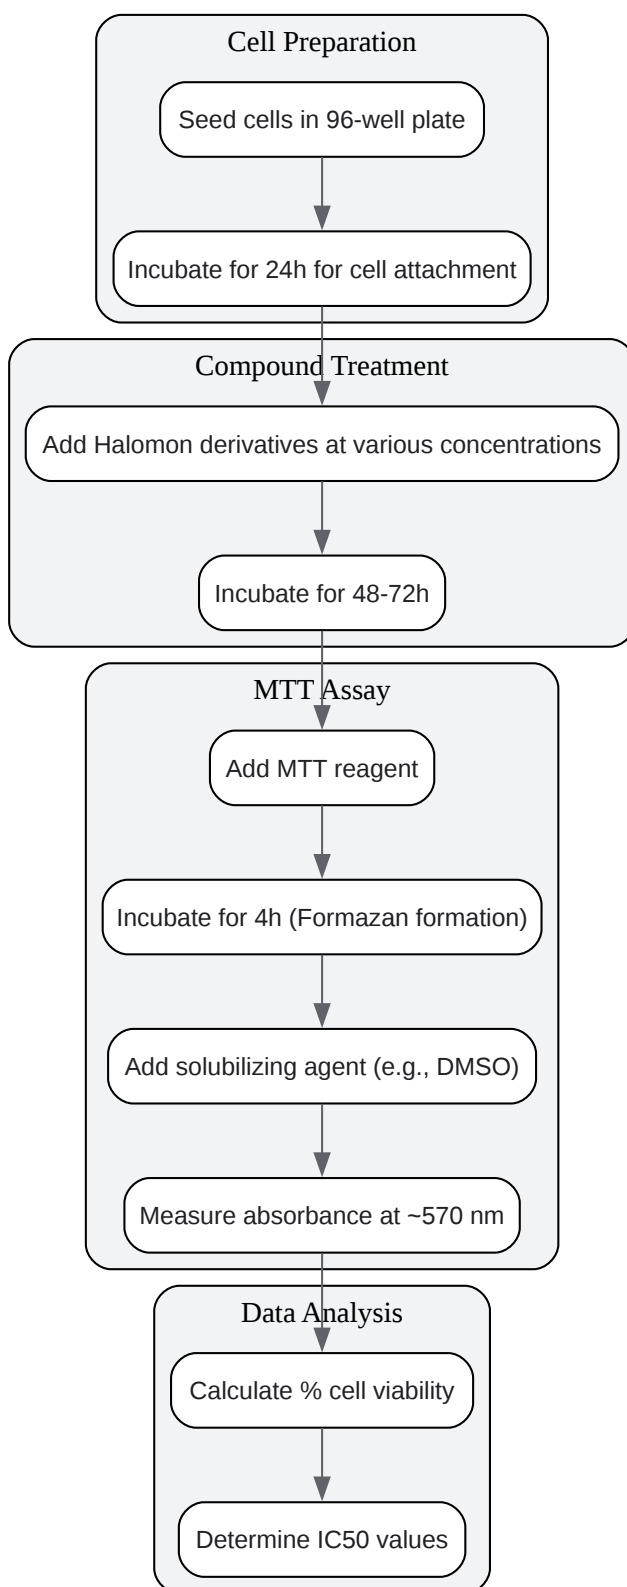 Cell Preparation
Seed cells in 96-well plate
Incubate for 24h for cell attachment
Compound Treatment
Add Halomon derivatives at various concentrations
Incubate for 48-72h
MTT Assay
Add MTT reagent
Incubate for 4h (Formazan formation)
Add solubilizing agent (e.g., DMSO)
Measure absorbance at ~570 nm
Data Analysis
Calculate % cell viability
Determine IC50 values